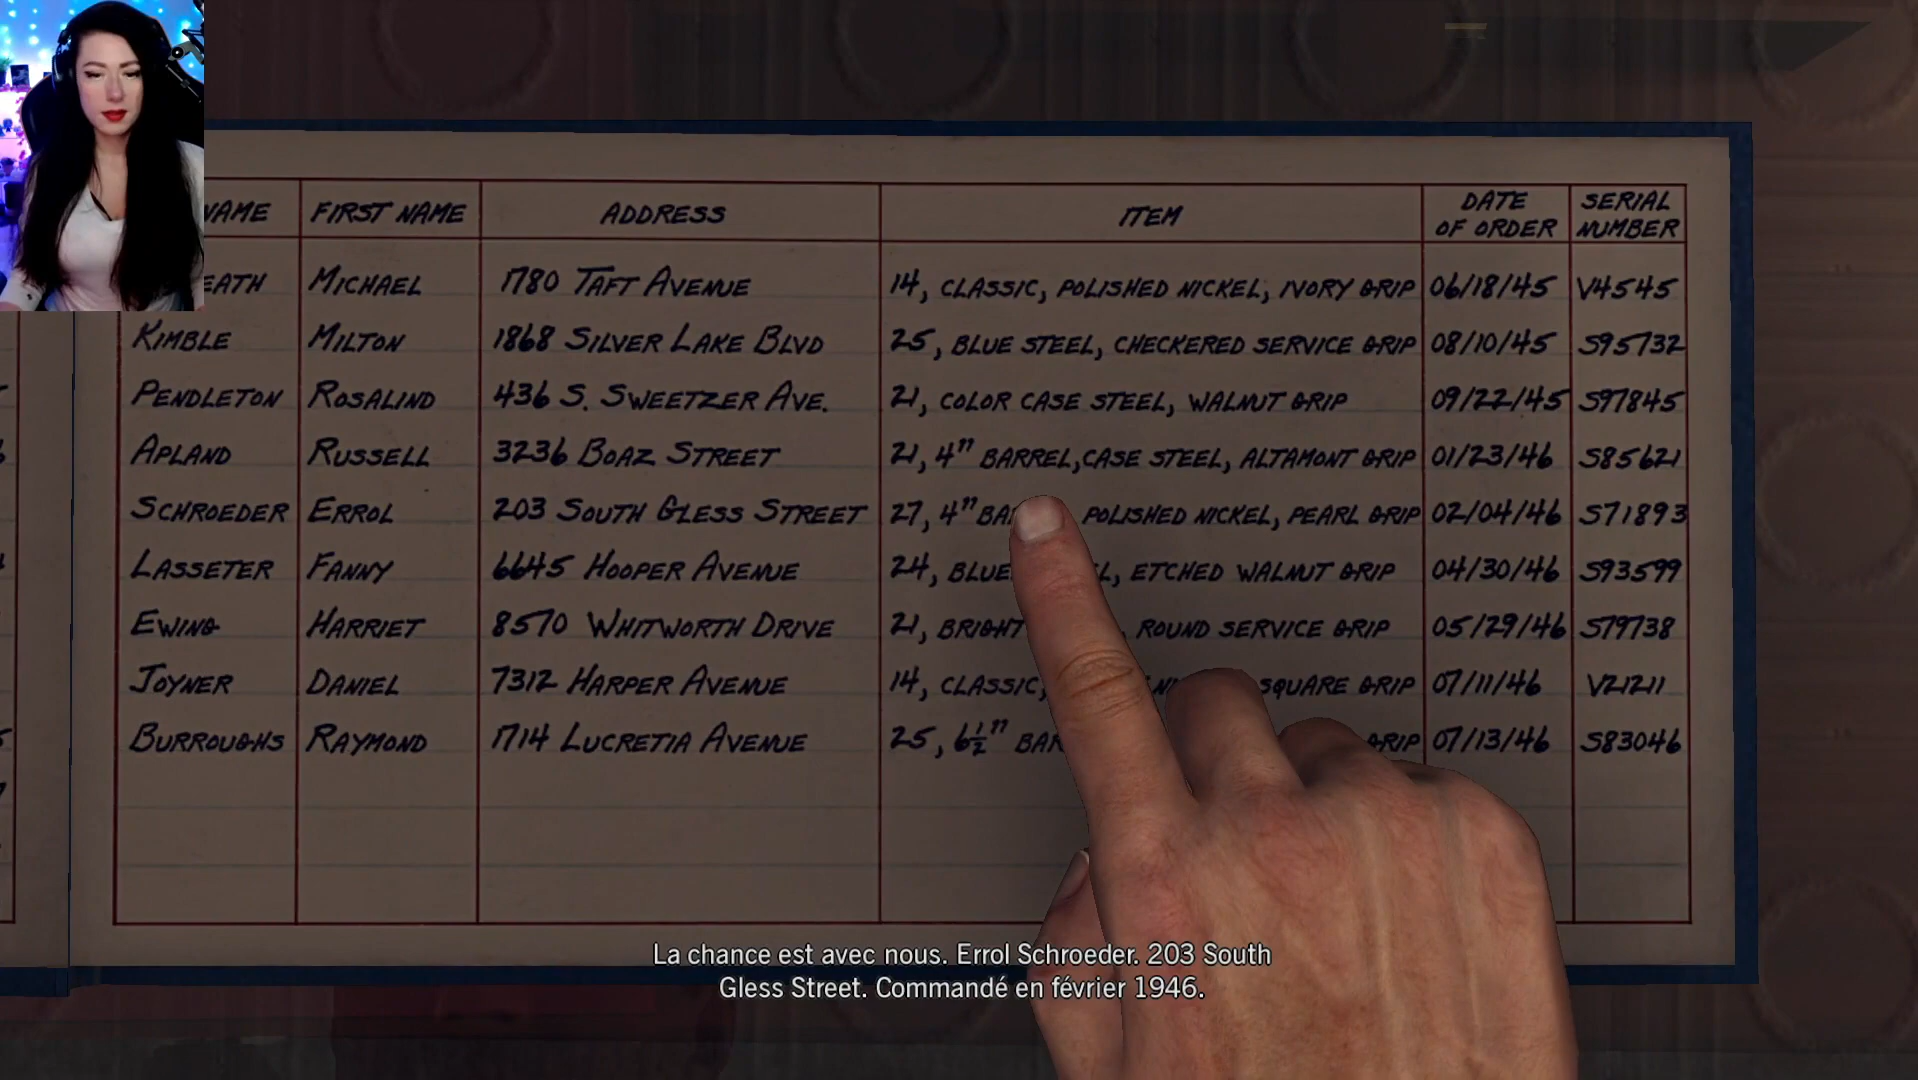 NAME FIRST NAME ADDRESS ITEM DATE OF ORDER SERIAL NUMBER
EATH MICHAEL 1780 TAFT AVENUE 14, CLASSIC, POLISHED NICKEL, IVORY GRIP 06/18/45 V4545
KIMBLE MILTON 1868 SILVER LAKE BLVD 25, BLUE STEEL, CHECKERED SERVICE GRIP 08/10/45 S95732
PENDLETON ROSALIND 436 S. SWEETZER AVE. 21, COLOR CASE STEEL, WALNUT GRIP 09/22/45 S97845
APLAND RUSSELL 3236 BOAZ STREET 21, 4" BARREL, CASE STEEL, ALTAMONT GRIP 01/23/46 S85621
SCHROEDER ERROL 203 SOUTH GLESS STREET 27, 4" BA POLISHED NICKEL, PEARL GRIP 02/04/46 S71893
LASSETER FANNY 6645 HOOPER AVENUE 24, BLUE L, ETCHED WALNUT GRIP 04/30/46 S93599
EWING HARRIET 8570 WHITWORTH DRIVE 21, BRIGHT , ROUND SERVICE GRIP 05/29/46 S79738
JOYNER DANIEL 7312 HARPER AVENUE 14, CLASSIC, SQUARE GRIP 07/11/46 V21211
BURROUGHS RAYMOND 1714 LUCRETIA AVENUE 25, 6½" BAR GRIP 07/13/46 S83046
La chance est avec nous. Errol Schroeder. 203 South
Gless Street. Commandé en février 1946.